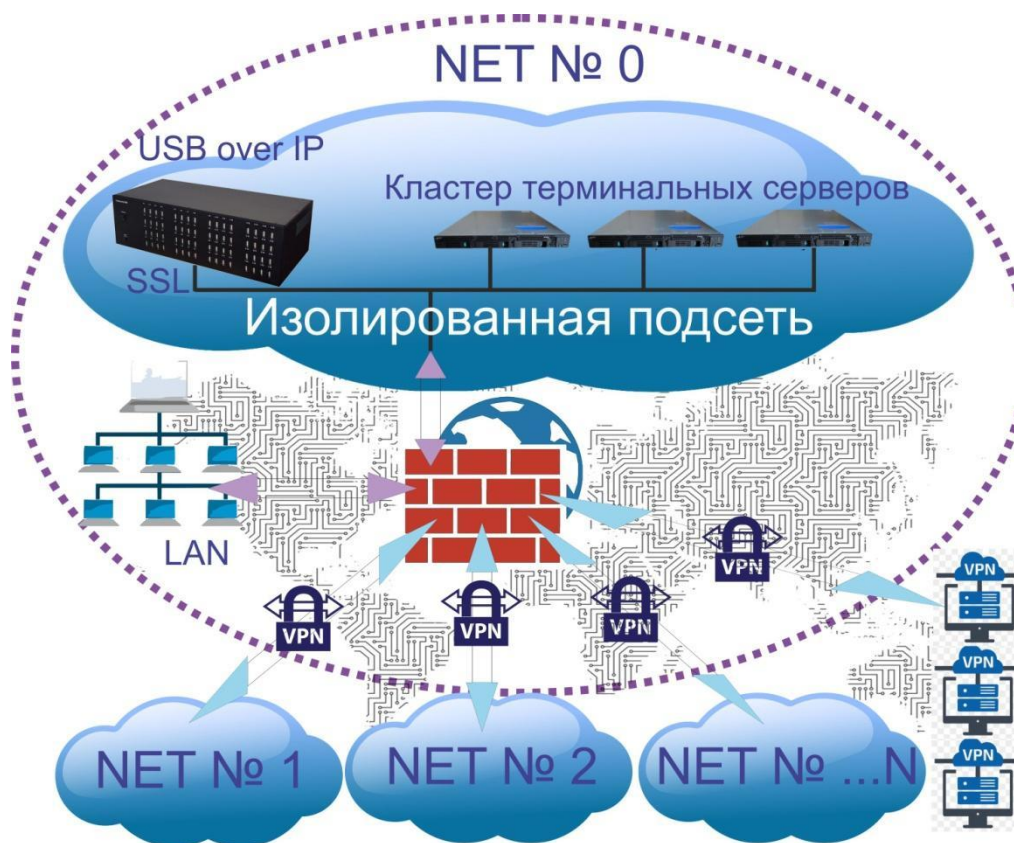 NET № 0
USB over IP
Кластер терминальных серверов
SSL
Изолированная подсеть
LAN
VPN
VPN
VPN
VPN
VPN
VPN
VPN
NET № 1
NET № 2
NET № ...N